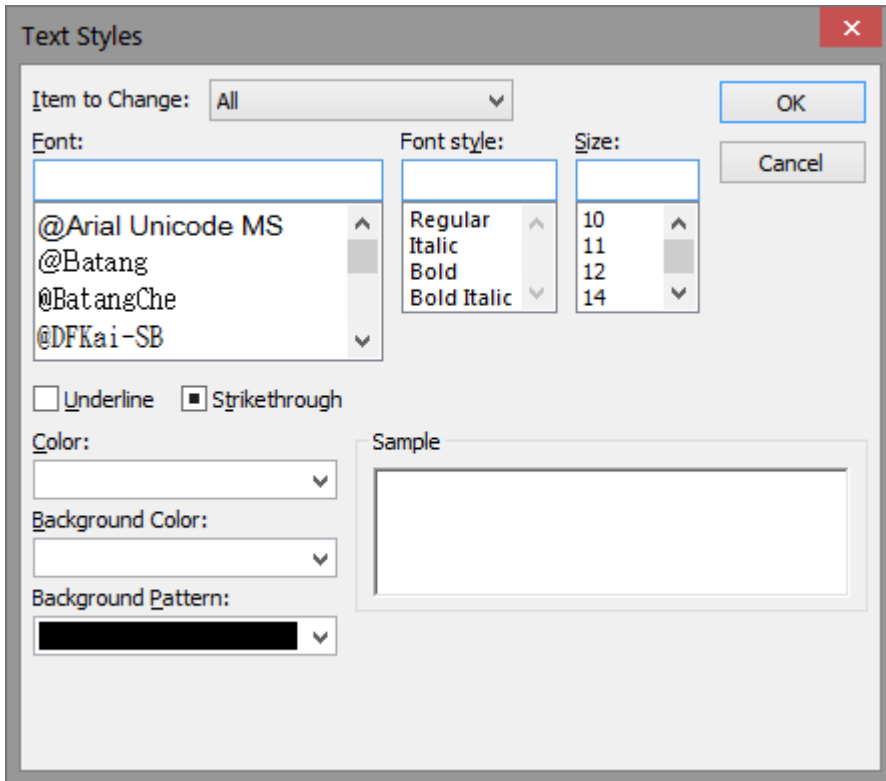 Text Styles
Item to Change: All
OK
Font:
Font style:
Size:
Cancel
@Arial Unicode MS
@Batang
@BatangChe
@DFKai-SB
Regular
Italic
Bold
Bold Italic
10
11
12
14
Underline
Strikethrough
Color:
Sample
Background Color:
Background Pattern: